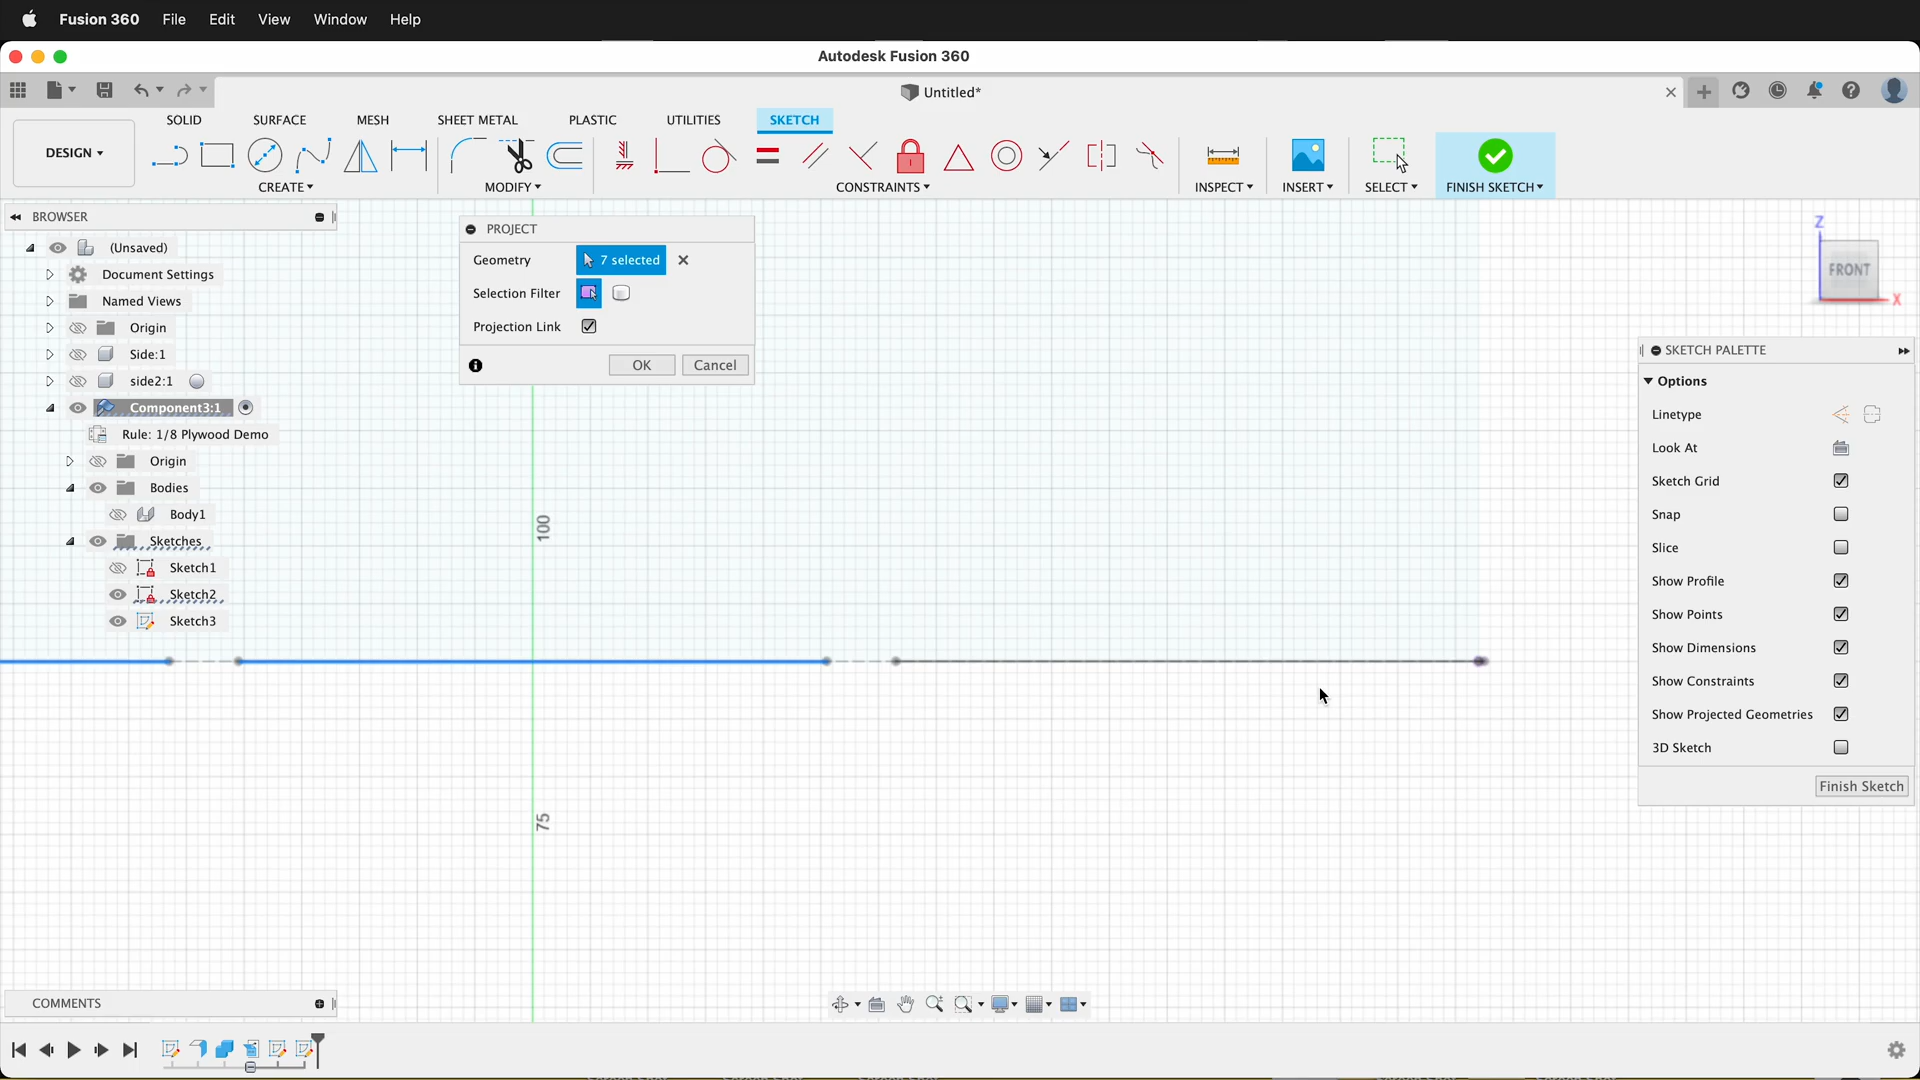 Fusion 360 File Edit View Window Help
Autodesk Fusion 360
Untitled*
SOLID SURFACE MESH SHEET METAL PLASTIC UTILITIES SKETCH
DESIGN
CREATE MODIFY CONSTRAINTS INSPECT INSERT SELECT FINISH SKETCH
BROWSER
(Unsaved)
Document Settings
Named Views
Origin
Side:1
side2:1
Component3:1
Rule: 1/8 Plywood Demo
Origin
Bodies
Body1
Sketches
Sketch1
Sketch2
Sketch3
PROJECT
Geometry 7 selected
Selection Filter
Projection Link
OK Cancel
100
75
Z
FRONT
X
SKETCH PALETTE
Options
Linetype
Look At
Sketch Grid
Snap
Slice
Show Profile
Show Points
Show Dimensions
Show Constraints
Show Projected Geometries
3D Sketch
Finish Sketch
COMMENTS